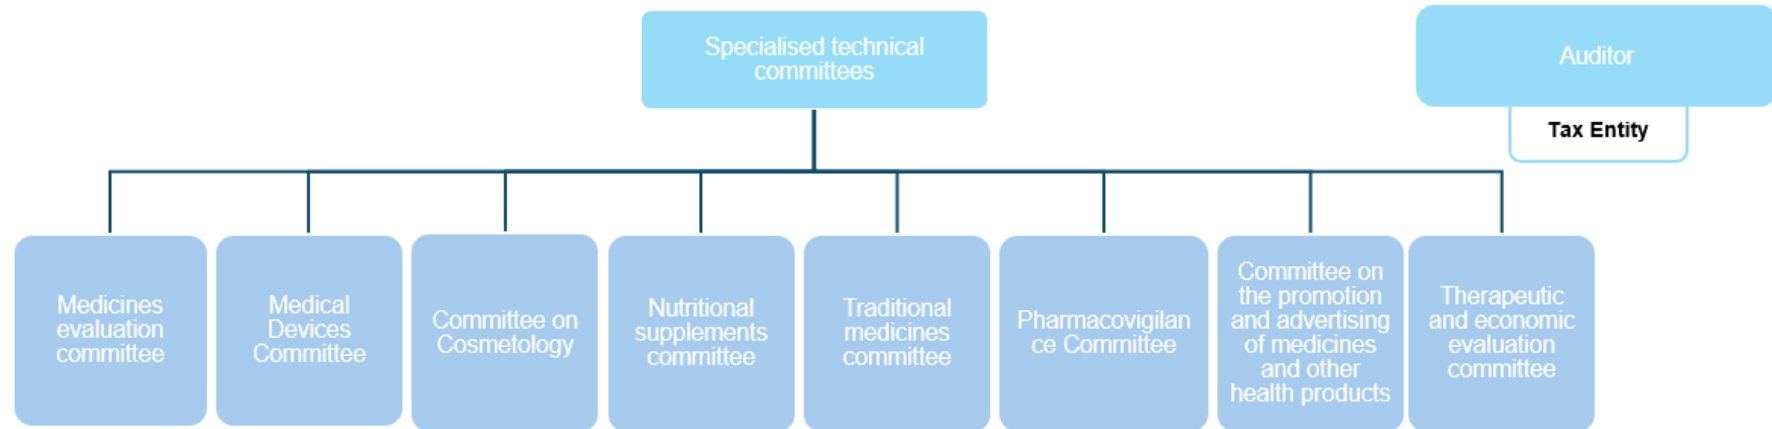 Specialised technical
committees
Auditor
Tax Entity
Medicines
evaluation
committee
Medical
Devices
Committee
Committee on
Cosmetology
Nutritional
supplements
committee
Traditional
medicines
committee
Pharmacovigilan
ce Committee
Committee on
the promotion
and advertising
of medicines
and other
health products
Therapeutic
and economic
evaluation
committee